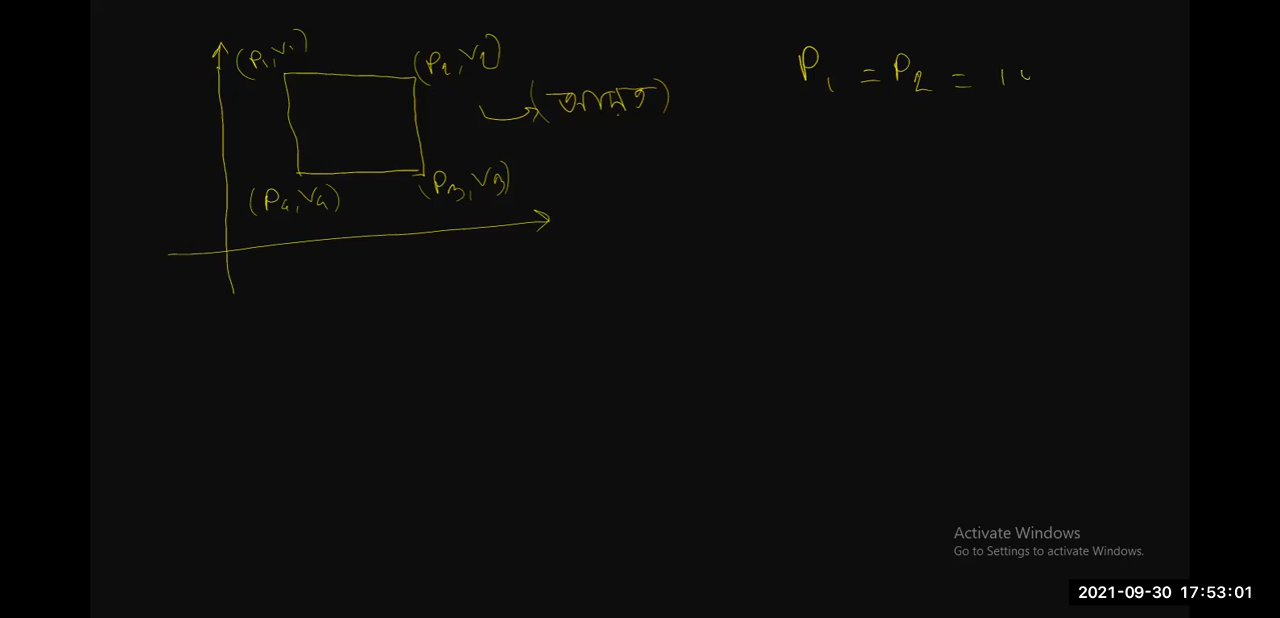 (P₁, V₁)
(P₂, V₂)
(আয়ত)
(P₄, V₄)
(P₃, V₃)
P₁ = P₂ =
Activate Windows
Go to Settings to activate Windows.
2021-09-30 17:53:01